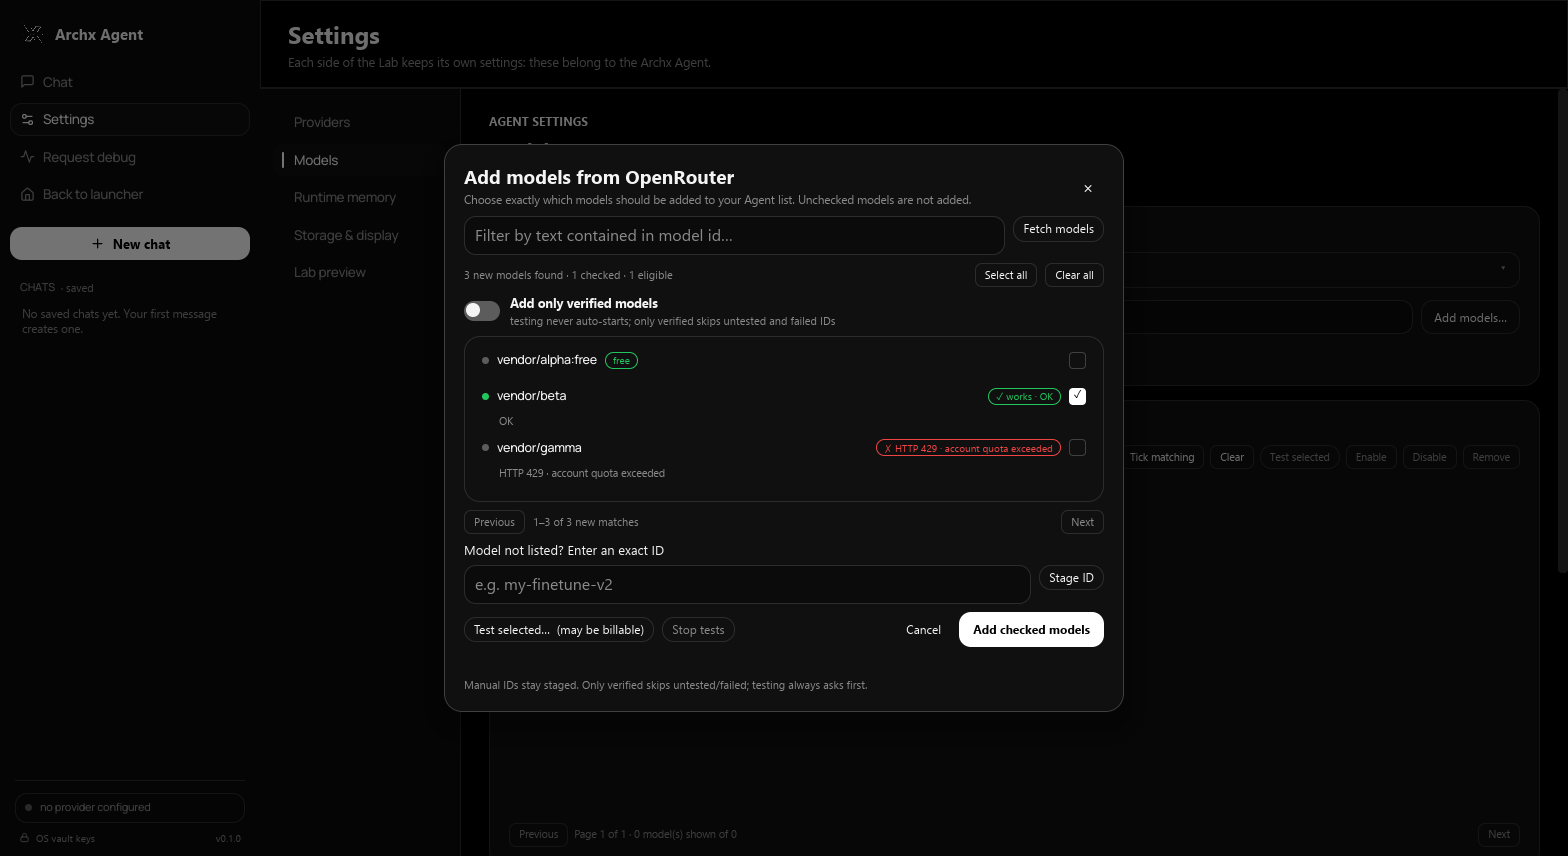 Archx Agent
Chat
Settings
Request debug
Back to launcher
+ New chat
CHATS · saved
No saved chats yet. Your first message
creates one.
no provider configured
OS vault keys
v0.1.0
Settings
Each side of the Lab keeps its own settings: these belong to the Archx Agent.
Providers
Models
Runtime memory
Storage & display
Lab preview
AGENT SETTINGS
Add models from OpenRouter
×
Choose exactly which models should be added to your Agent list. Unchecked models are not added.
Filter by text contained in model id...
Fetch models
3 new models found · 1 checked · 1 eligible
Select all
Clear all
Add only verified models
testing never auto-starts; only verified skips untested and failed IDs
vendor/alpha:free free
vendor/beta ✓ works · OK ✓
OK
vendor/gamma ✗ HTTP 429 · account quota exceeded
HTTP 429 · account quota exceeded
Previous 1–3 of 3 new matches Next
Model not listed? Enter an exact ID
e.g. my-finetune-v2
Stage ID
Test selected... (may be billable)
Stop tests
Cancel
Add checked models
Manual IDs stay staged. Only verified skips untested/failed; testing always asks first.
Add models...
Tick matching
Clear
Test selected
Enable
Disable
Remove
Previous Page 1 of 1 · 0 model(s) shown of 0 Next